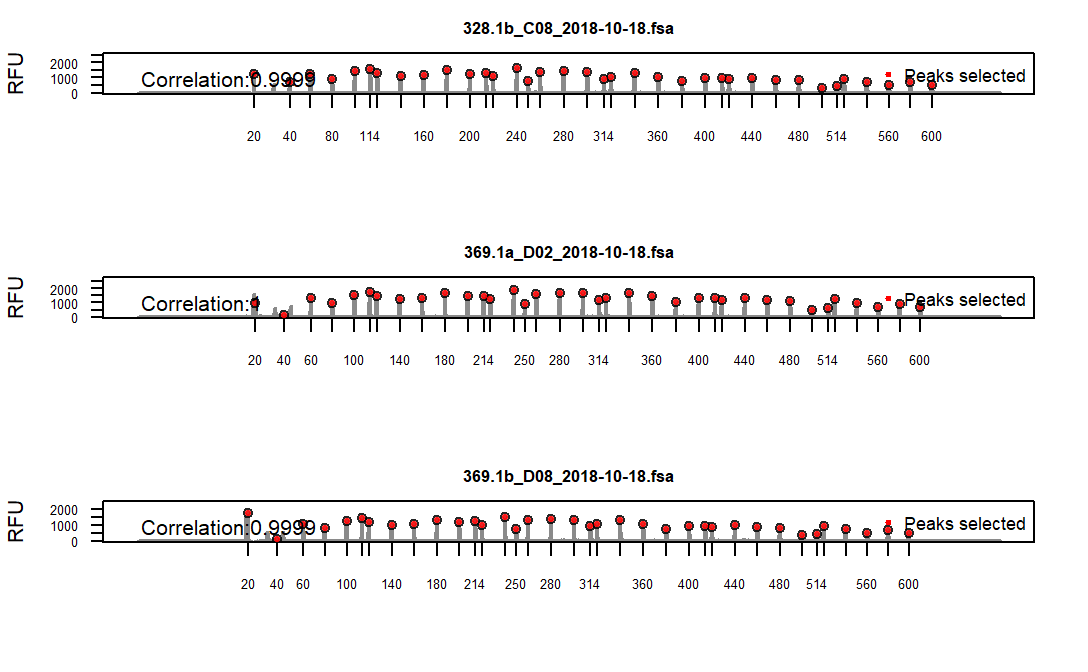 328.1b_C08_2018-10-18.fsa
RFU
2000
1000
0
Correlation:0.9999
Peaks selected
20 40 80 114 160 200 240 280 314 360 400 440 480 514 560 600
369.1a_D02_2018-10-18.fsa
RFU
2000
1000
0
Correlation:1
Peaks selected
20 40 60 100 140 180 214 250 280 314 360 400 440 480 514 560 600
369.1b_D08_2018-10-18.fsa
RFU
2000
1000
0
Correlation:0.9999
Peaks selected
20 40 60 100 140 180 214 250 280 314 360 400 440 480 514 560 600